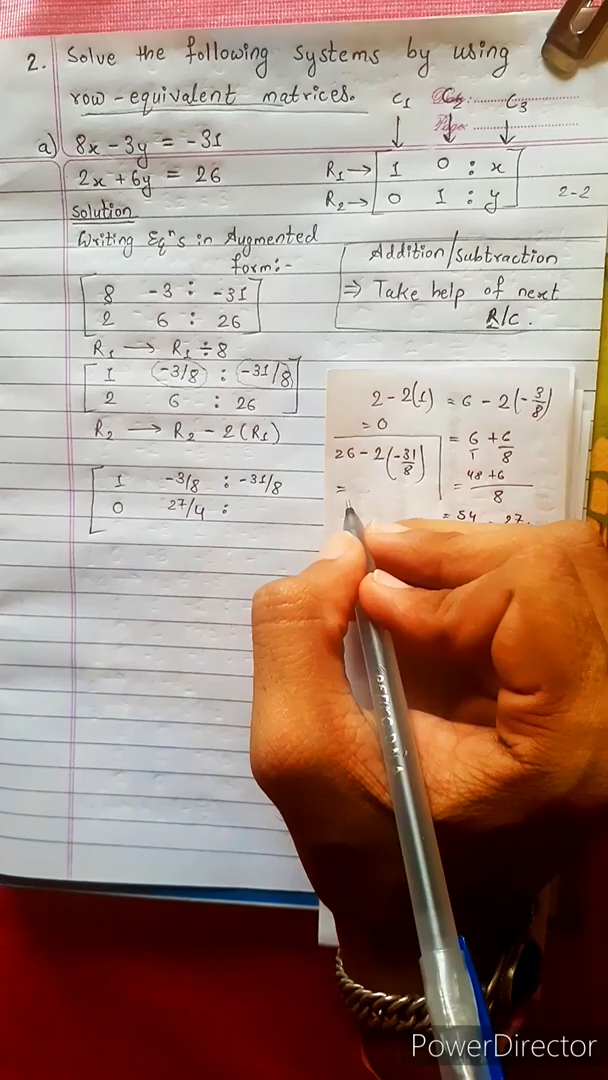 2. Solve the following systems by using
row-equivalent matrices.
C1 C2 C3
a) 8x - 3y = -31
2x + 6y = 26
R1 → [ 1 0 : x ]
R2 → [ 0 1 : y ]
2-2
Solution
Writing Eqⁿs in Augmented
form:-
[ 8 -3 : -31 ]
[ 2 6 : 26 ]
Addition/subtraction
⇒ Take help of next
R/C.
R1 → R1 ÷ 8
[ 1 -3/8 : -31/8 ]
[ 2 6 : 26 ]
R2 → R2 - 2(R1)
[ 1 -3/8 : -31/8
[ 0 27/4 :
2 - 2(1)
= 0
= 6 - 2(-3/8)
= 6 + 6/8
1
= 48 + 6
8
= 54
27
26 - 2(-31/8)
=
PowerDirector